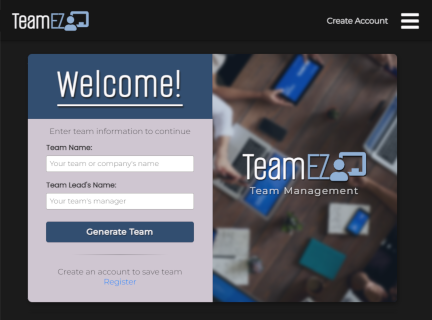 TeamEZ
Create Account
Welcome!
Enter team information to continue
Team Name:
Your team or company's name
Team Lead's Name:
Your team's manager
Generate Team
Create an account to save team
Register
TeamEZ
Team Management